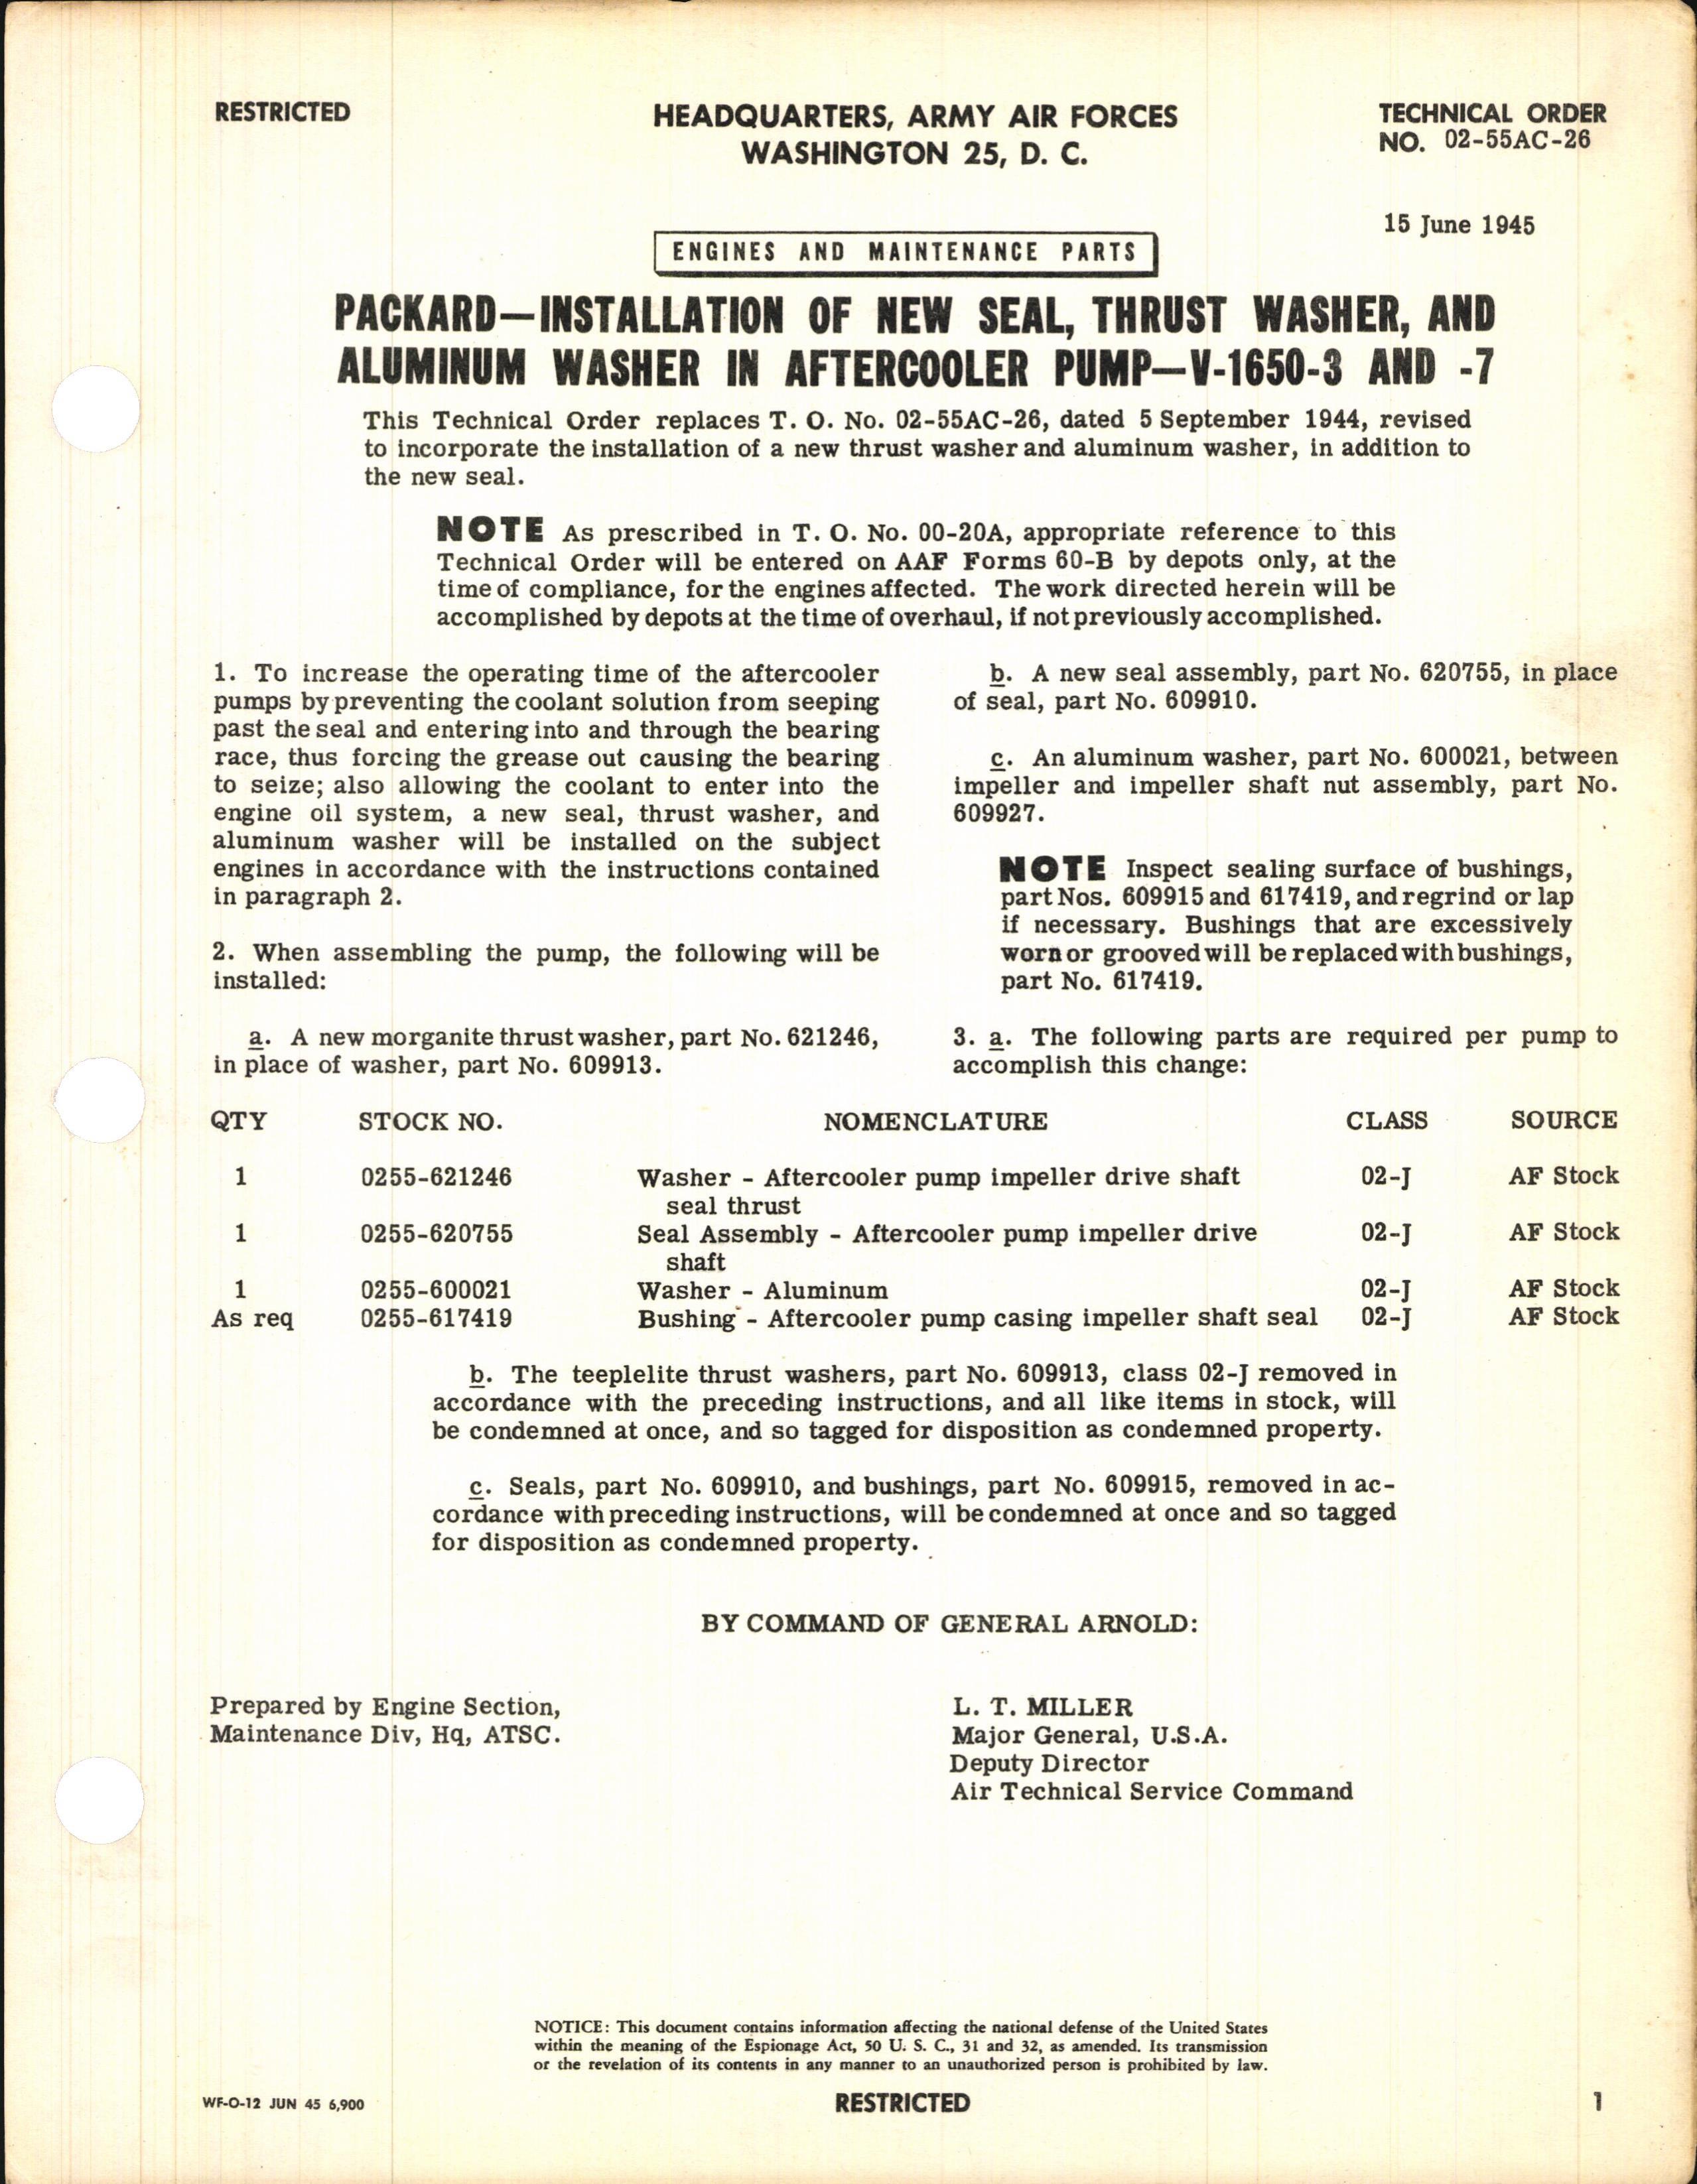 RESTRICTED
HEADQUARTERS, ARMY AIR FORCES
WASHINGTON 25, D. C.
TECHNICAL ORDER
NO. 02-55AC-26
15 June 1945
ENGINES AND MAINTENANCE PARTS
PACKARD—INSTALLATION OF NEW SEAL, THRUST WASHER, AND
ALUMINUM WASHER IN AFTERCOOLER PUMP—V-1650-3 AND -7
This Technical Order replaces T. O. No. 02-55AC-26, dated 5 September 1944, revised
to incorporate the installation of a new thrust washer and aluminum washer, in addition to
the new seal.
NOTE As prescribed in T. O. No. 00-20A, appropriate reference to this
Technical Order will be entered on AAF Forms 60-B by depots only, at the
time of compliance, for the engines affected. The work directed herein will be
accomplished by depots at the time of overhaul, if not previously accomplished.
1. To increase the operating time of the aftercooler
pumps by preventing the coolant solution from seeping
past the seal and entering into and through the bearing
race, thus forcing the grease out causing the bearing
to seize; also allowing the coolant to enter into the
engine oil system, a new seal, thrust washer, and
aluminum washer will be installed on the subject
engines in accordance with the instructions contained
in paragraph 2.
2. When assembling the pump, the following will be
installed:
a. A new morganite thrust washer, part No. 621246,
in place of washer, part No. 609913.
b. A new seal assembly, part No. 620755, in place
of seal, part No. 609910.
c. An aluminum washer, part No. 600021, between
impeller and impeller shaft nut assembly, part No.
609927.
NOTE Inspect sealing surface of bushings,
part Nos. 609915 and 617419, and regrind or lap
if necessary. Bushings that are excessively
worn or grooved will be replaced with bushings,
part No. 617419.
3. a. The following parts are required per pump to
accomplish this change:
QTY STOCK NO. NOMENCLATURE CLASS SOURCE
1 0255-621246 Washer - Aftercooler pump impeller drive shaft 02-J AF Stock
seal thrust
1 0255-620755 Seal Assembly - Aftercooler pump impeller drive 02-J AF Stock
shaft
1 0255-600021 Washer - Aluminum 02-J AF Stock
As req 0255-617419 Bushing - Aftercooler pump casing impeller shaft seal 02-J AF Stock
b. The teeplelite thrust washers, part No. 609913, class 02-J removed in
accordance with the preceding instructions, and all like items in stock, will
be condemned at once, and so tagged for disposition as condemned property.
c. Seals, part No. 609910, and bushings, part No. 609915, removed in ac-
cordance with preceding instructions, will be condemned at once and so tagged
for disposition as condemned property.
BY COMMAND OF GENERAL ARNOLD:
Prepared by Engine Section,
Maintenance Div, Hq, ATSC.
L. T. MILLER
Major General, U.S.A.
Deputy Director
Air Technical Service Command
NOTICE: This document contains information affecting the national defense of the United States
within the meaning of the Espionage Act, 50 U. S. C., 31 and 32, as amended. Its transmission
or the revelation of its contents in any manner to an unauthorized person is prohibited by law.
WF-O-12 JUN 45 6,900
RESTRICTED
1